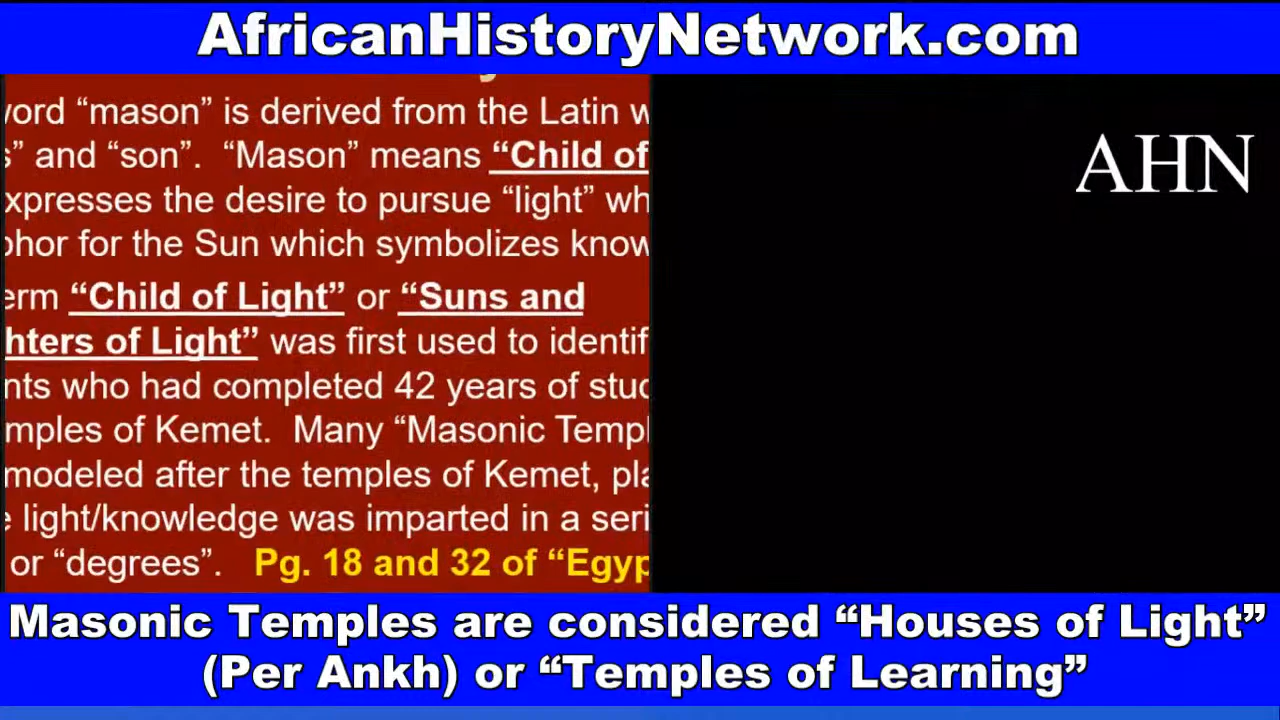 AfricanHistoryNetwork.com
word “mason” is derived from the Latin w
s” and “son”. “Mason” means “Child of
xpresses the desire to pursue “light” wh
phor for the Sun which symbolizes know
erm “Child of Light” or “Suns and
hters of Light” was first used to identif
nts who had completed 42 years of stud
mples of Kemet. Many “Masonic Templ
modeled after the temples of Kemet, pla
e light/knowledge was imparted in a seri
or “degrees”. Pg. 18 and 32 of “Egyp
AHN
Masonic Temples are considered “Houses of Light”
(Per Ankh) or “Temples of Learning”